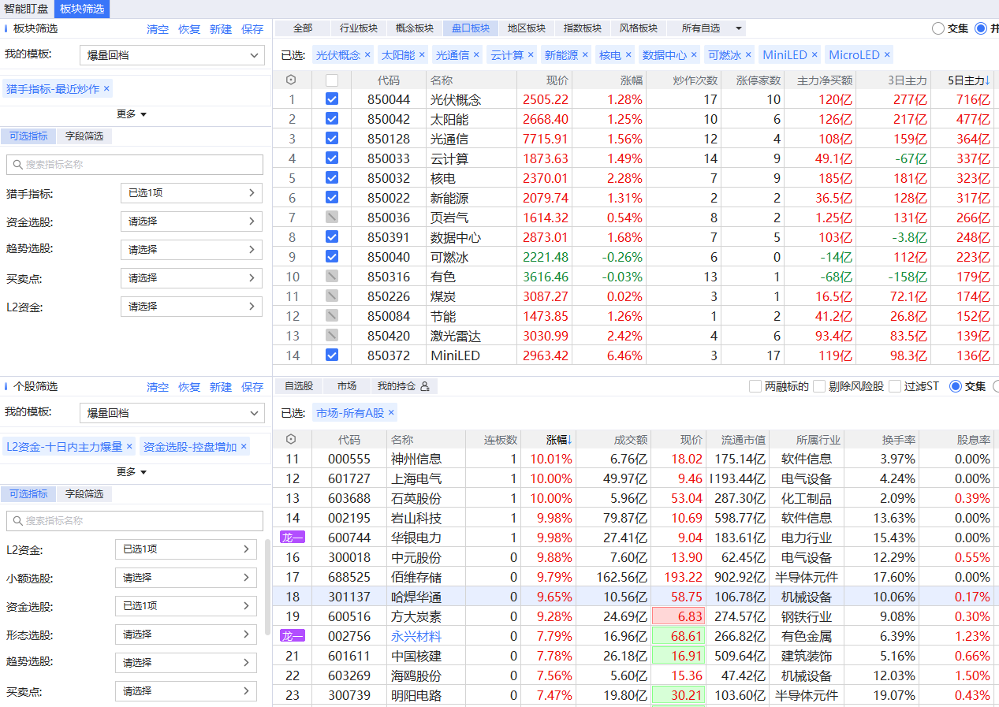 智能盯盘 板块筛选
板块筛选 清空 恢复 新建 保存
我的模板: 爆量回档
猎手指标-最近炒作 ×
更多
可选指标 字段筛选
搜索指标名称
猎手指标: 已选1项
资金选股: 请选择
趋势选股: 请选择
买卖点: 请选择
L2资金: 请选择
全部 行业板块 概念板块 盘口板块 地区板块 指数板块 风格板块 所有自选 交集
已选: 光伏概念 × 太阳能 × 光通信 × 云计算 × 新能源 × 核电 × 数据中心 × 可燃冰 × MiniLED × MicroLED ×
代码 名称 现价 涨幅 炒作次数 涨停家数 主力净买额 3日主力 5日主力↓
1 850044 光伏概念 2505.22 1.28% 17 10 120亿 277亿 716亿
2 850042 太阳能 2668.40 1.25% 10 6 126亿 217亿 477亿
3 850128 光通信 7715.91 1.56% 12 4 108亿 159亿 364亿
4 850033 云计算 1873.63 1.49% 14 9 49.1亿 -67亿 337亿
5 850032 核电 2370.01 2.28% 7 9 185亿 181亿 323亿
6 850022 新能源 2079.74 1.31% 2 2 36.5亿 128亿 317亿
7 850036 页岩气 1614.32 0.54% 8 2 1.25亿 131亿 266亿
8 850391 数据中心 2873.01 1.68% 7 5 103亿 -3.8亿 248亿
9 850040 可燃冰 2221.48 -0.26% 6 0 -14亿 112亿 223亿
10 850316 有色 3616.46 -0.03% 13 1 -68亿 -158亿 179亿
11 850226 煤炭 3087.27 0.02% 3 1 16.5亿 72.1亿 174亿
12 850084 节能 1473.85 1.26% 1 2 41.2亿 26.8亿 152亿
13 850420 激光雷达 3030.99 2.42% 4 6 93.4亿 83.5亿 139亿
14 850372 MiniLED 2963.42 6.46% 3 17 119亿 98.3亿 136亿
个股筛选 清空 恢复 新建 保存
我的模板: 爆量回档
L2资金-十日内主力爆量 × 资金选股-控盘增加 ×
更多
可选指标 字段筛选
搜索指标名称
L2资金: 已选1项
小额选股: 请选择
资金选股: 已选1项
形态选股: 请选择
趋势选股: 请选择
买卖点: 请选择
自选股 市场 我的持仓 两融标的 剔除风险股 过滤ST 交集
已选: 市场-所有A股 ×
代码 名称 连板数 涨幅↓ 成交额 现价 流通市值 所属行业 换手率 股息率
11 000555 神州信息 1 10.01% 6.76亿 18.02 175.14亿 软件信息 3.97% 0.00%
12 601727 上海电气 1 10.00% 49.97亿 9.46 1193.44亿 电气设备 4.24% 0.00%
13 603688 石英股份 1 10.00% 5.96亿 53.04 287.30亿 化工制品 2.09% 0.39%
14 002195 岩山科技 1 9.98% 79.87亿 10.69 598.77亿 软件信息 13.63% 0.00%
龙一 600744 华银电力 1 9.98% 27.41亿 9.04 183.61亿 电力行业 15.43% 0.00%
16 300018 中元股份 0 9.88% 7.60亿 13.90 62.45亿 电气设备 12.29% 0.55%
17 688525 佰维存储 0 9.79% 162.56亿 193.22 902.92亿 半导体元件 17.60% 0.00%
18 301137 哈焊华通 0 9.65% 10.56亿 58.75 106.78亿 机械设备 10.06% 0.17%
19 600516 方大炭素 0 9.28% 24.69亿 6.83 274.57亿 钢铁行业 9.08% 0.30%
龙一 002756 永兴材料 0 7.79% 16.96亿 68.61 266.82亿 有色金属 6.39% 1.23%
21 601611 中国核建 0 7.78% 26.18亿 16.91 509.64亿 建筑装饰 5.16% 0.66%
22 603269 海鸥股份 0 7.56% 5.60亿 15.36 47.42亿 机械设备 12.03% 1.50%
23 300739 明阳电路 0 7.47% 19.80亿 30.21 103.60亿 半导体元件 19.07% 0.43%